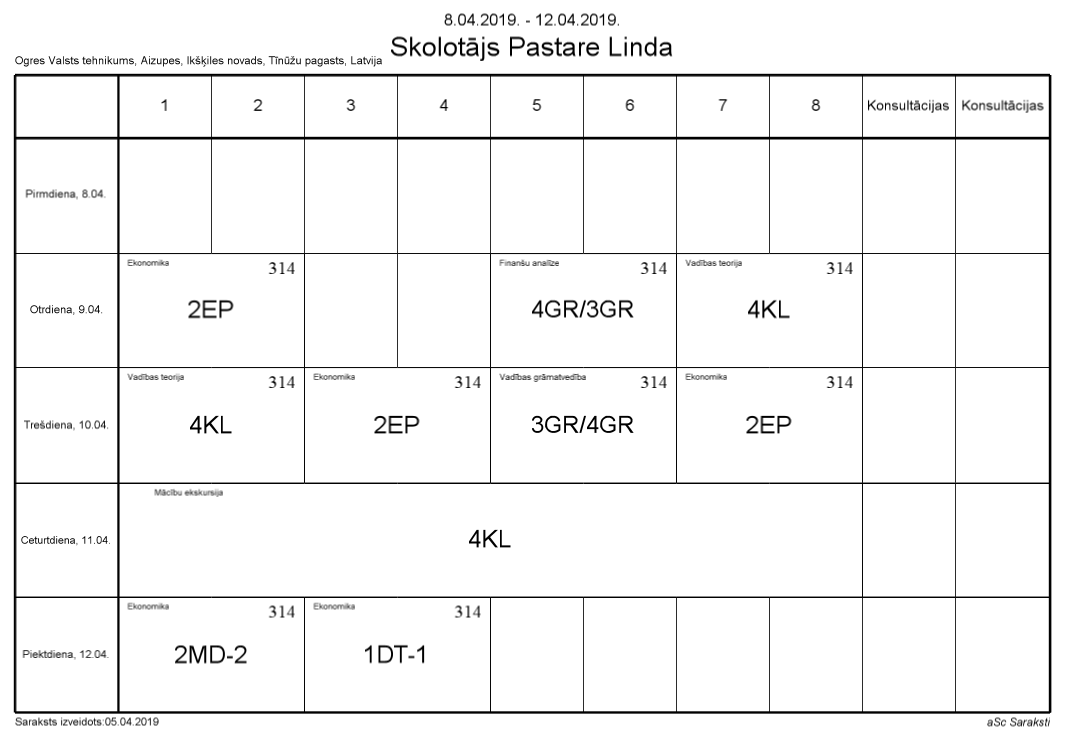 8.04.2019. - 12.04.2019.
Skolotājs Pastare Linda
Ogres Valsts tehnikums, Aizupes, Ikšķiles novads, Tīnūžu pagasts, Latvija
1 2 3 4 5 6 7 8 Konsultācijas Konsultācijas
Pirmdiena, 8.04.
Ekonomika 314 Finanšu analīze 314 Vadības teorija 314
Otrdiena, 9.04. 2EP 4GR/3GR 4KL
Vadības teorija 314 Ekonomika 314 Vadības grāmatvedība 314 Ekonomika 314
Trešdiena, 10.04. 4KL 2EP 3GR/4GR 2EP
Mācību ekskursija
Ceturtdiena, 11.04. 4KL
Ekonomika 314 Ekonomika 314
Piektdiena, 12.04. 2MD-2 1DT-1
Saraksts izveidots:05.04.2019 aSc Saraksti